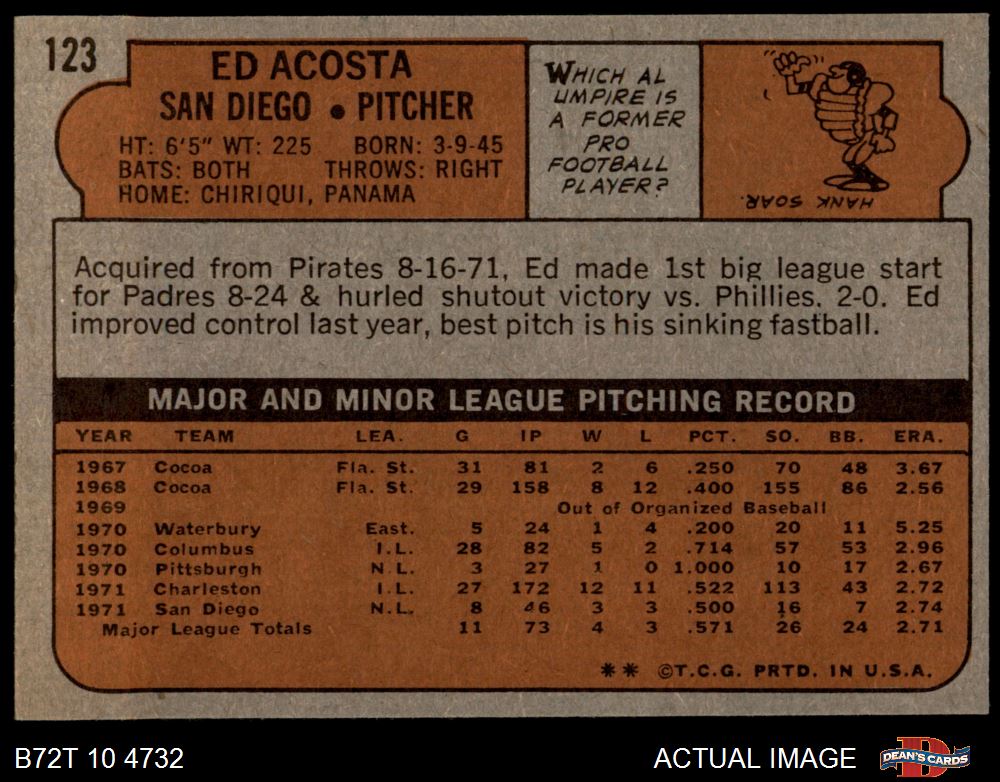 123
ED ACOSTA
SAN DIEGO • PITCHER
HT: 6'5" WT: 225 BORN: 3-9-45
BATS: BOTH THROWS: RIGHT
HOME: CHIRIQUI, PANAMA
WHICH AL
UMPIRE IS
A FORMER
PRO
FOOTBALL
PLAYER?
HANK
SOAR.
Acquired from Pirates 8-16-71, Ed made 1st big league start
for Padres 8-24 & hurled shutout victory vs. Phillies. 2-0. Ed
improved control last year, best pitch is his sinking fastball.
MAJOR AND MINOR LEAGUE PITCHING RECORD
YEAR TEAM LEA. G IP W L PCT. SO. BB. ERA.
1967 Cocoa Fla. St. 31 81 2 6 .250 70 48 3.67
1968 Cocoa Fla. St. 29 158 8 12 .400 155 86 2.56
1969 Out of Organized Baseball
1970 Waterbury East. 5 24 1 4 .200 20 11 5.25
1970 Columbus I.L. 28 82 5 2 .714 57 53 2.96
1970 Pittsburgh N.L. 3 27 1 0 1.000 10 17 2.67
1971 Charleston I.L. 27 172 12 11 .522 113 43 2.72
1971 San Diego N.L. 8 46 3 3 .500 16 7 2.74
Major League Totals 11 73 4 3 .571 26 24 2.71
** ©T.C.G. PRTD. IN U.S.A.
B72T 10 4732 ACTUAL IMAGE DEAN'S CARDS